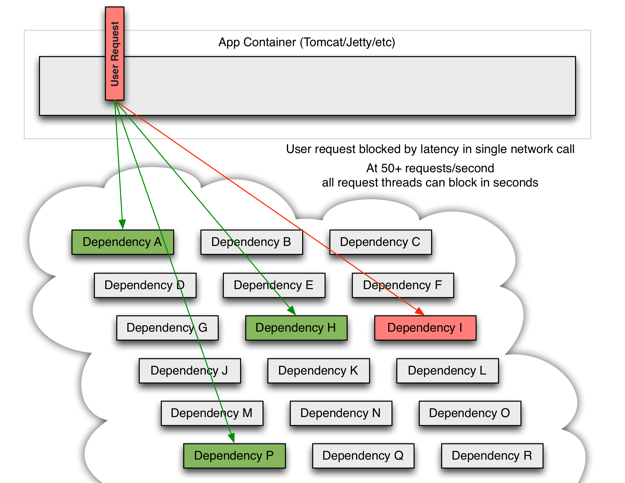 User Request
App Container (Tomcat/Jetty/etc)
User request blocked by latency in single network call
At 50+ requests/second
all request threads can block in seconds
Dependency A
Dependency B
Dependency C
Dependency D
Dependency E
Dependency F
Dependency G
Dependency H
Dependency I
Dependency J
Dependency K
Dependency L
Dependency M
Dependency N
Dependency O
Dependency P
Dependency Q
Dependency R